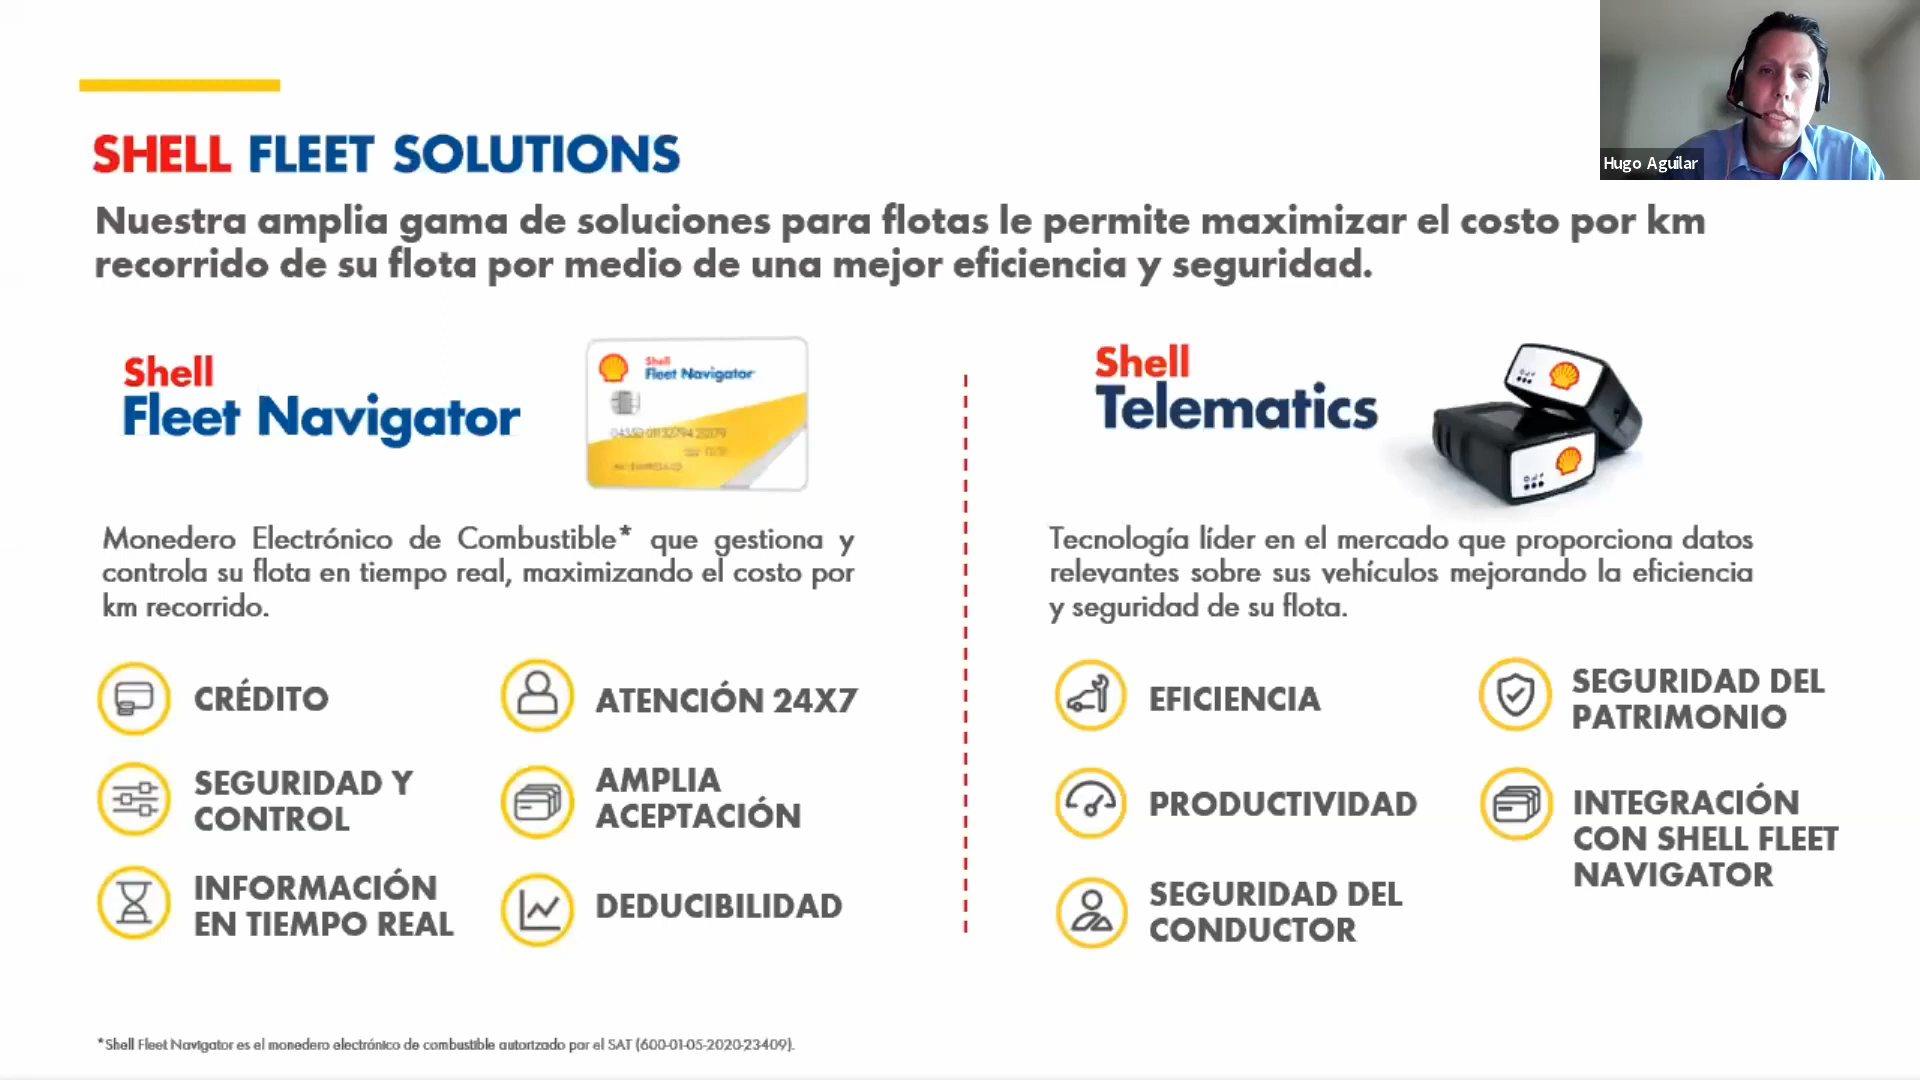 Hugo Aguilar
SHELL FLEET SOLUTIONS
Nuestra amplia gama de soluciones para flotas le permite maximizar el costo por km
recorrido de su flota por medio de una mejor eficiencia y seguridad.
Shell
Fleet Navigator
Shell
Fleet Navigator
Monedero Electrónico de Combustible* que gestiona y
controla su flota en tiempo real, maximizando el costo por
km recorrido.
CRÉDITO
SEGURIDAD Y
CONTROL
INFORMACIÓN
EN TIEMPO REAL
ATENCIÓN 24X7
AMPLIA
ACEPTACIÓN
DEDUCIBILIDAD
Shell
Telematics
Tecnología líder en el mercado que proporciona datos
relevantes sobre sus vehículos mejorando la eficiencia
y seguridad de su flota.
EFICIENCIA
PRODUCTIVIDAD
SEGURIDAD DEL
CONDUCTOR
SEGURIDAD DEL
PATRIMONIO
INTEGRACIÓN
CON SHELL FLEET
NAVIGATOR
*Shell Fleet Navigator es el monedero electrónico de combustible autorizado por el SAT (600-01-05-2020-23409).